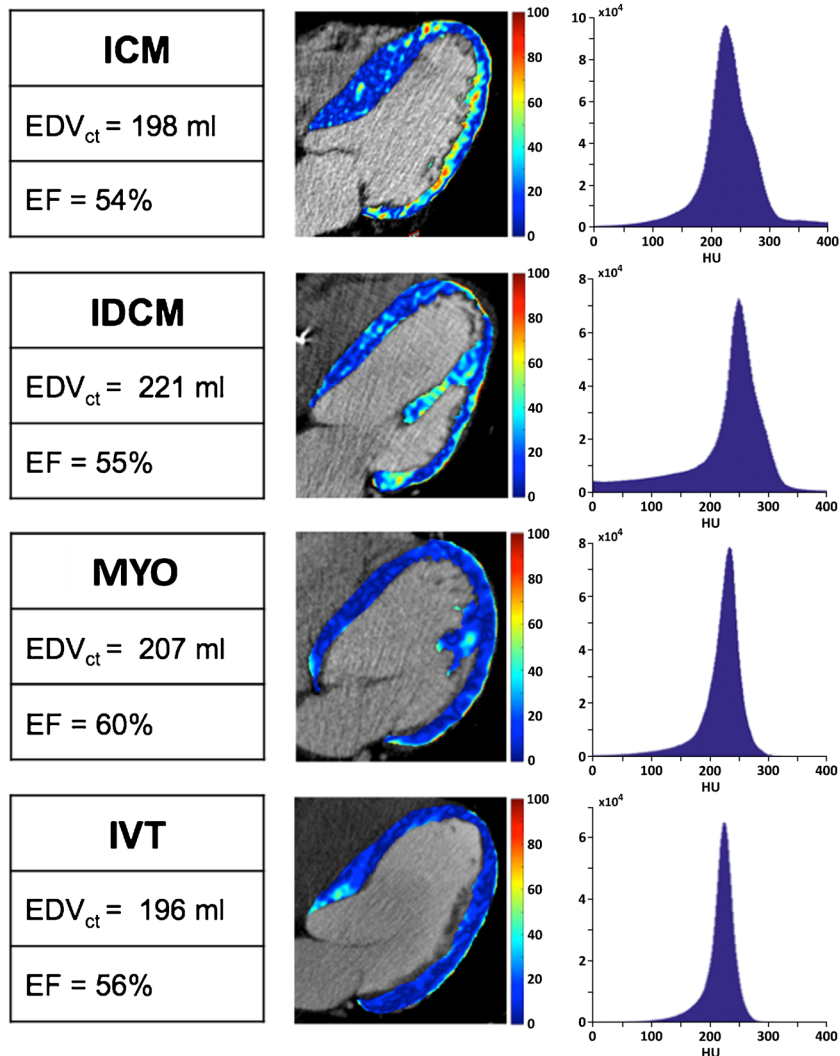 ICM
EDVct = 198 ml
EF = 54%
100
80
60
40
20
0
x10⁴
10
8
6
4
2
0
0 100 200 300 400
HU
IDCM
EDVct = 221 ml
EF = 55%
100
80
60
40
20
0
x10⁴
8
6
4
2
0
0 100 200 300 400
HU
MYO
EDVct = 207 ml
EF = 60%
100
80
60
40
20
0
x10⁴
8
6
4
2
0
0 100 200 300 400
HU
IVT
EDVct = 196 ml
EF = 56%
100
80
60
40
20
0
x10⁴
6
4
2
0
0 100 200 300 400
HU